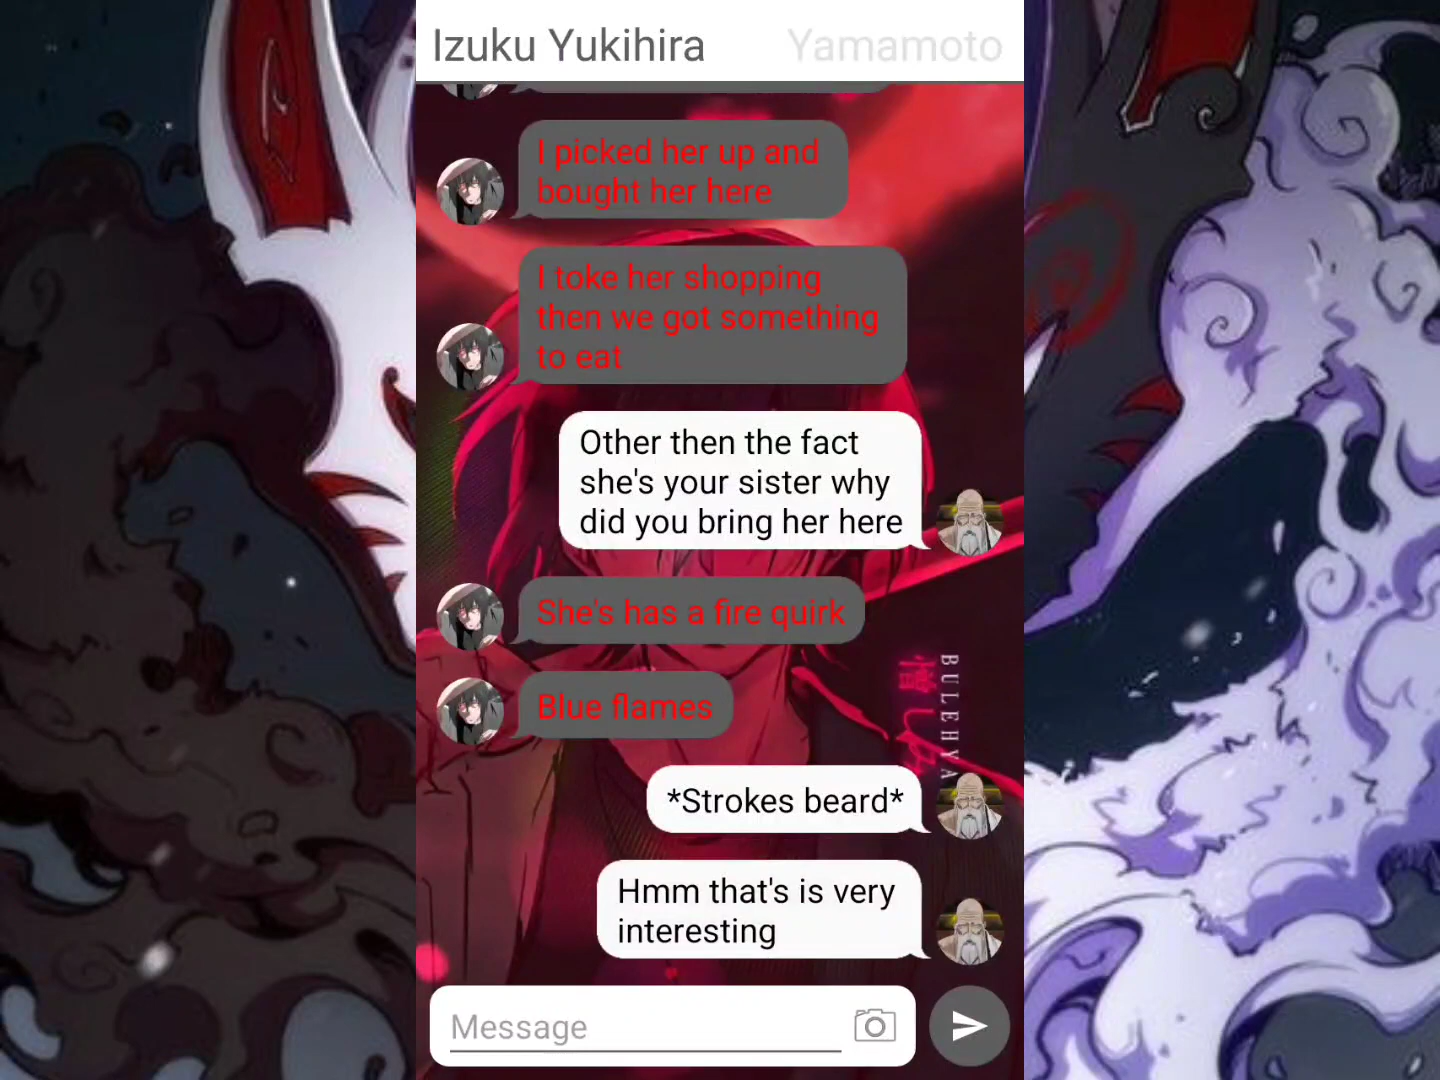 Izuku Yukihira
Yamamoto
I picked her up and
bought her here
I toke her shopping
then we got something
to eat
Other then the fact
she's your sister why
did you bring her here
She's has a fire quirk
Blue flames
BULEHYA
*Strokes beard*
Hmm that's is very
interesting
Message